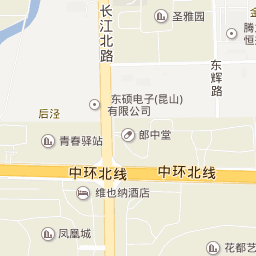 圣雅园
长江北路
腾
恒
东辉路
东硕电子(昆山)
有限公司
后泾
郎中堂
青春驿站
中环北线
中环北线
维也纳酒店
凤凰城
花都艺